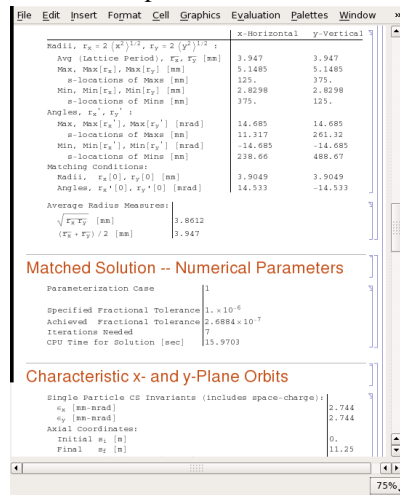 File Edit Insert Format Cell Graphics Evaluation Palettes Window »
x-Horizontal y-Vertical
Radii, rx = 2 ⟨x²⟩^1/2, ry = 2 ⟨y²⟩^1/2 :
Avg (Lattice Period), r̅x, r̅y [mm] 3.947 3.947
Max, Max[rx], Max[ry] [mm] 5.1485 5.1485
s-locations of Maxs [mm] 125. 375.
Min, Min[rx], Min[ry] [mm] 2.8298 2.8298
s-locations of Mins [mm] 375. 125.
Angles, rx', ry' :
Max, Max[rx'], Max[ry'] [mrad] 14.685 14.685
s-locations of Maxs [mm] 11.317 261.32
Min, Min[rx'], Min[ry'] [mrad] -14.685 -14.685
s-locations of Mins [mm] 238.66 488.67
Matching Conditions:
Radii, rx[0], ry[0] [mm] 3.9049 3.9049
Angles, rx'[0], ry'[0] [mrad] 14.533 -14.533
Average Radius Measures:
√(r̅x r̅y) [mm] 3.8612
(r̅x + r̅y) / 2 [mm] 3.947
Matched Solution -- Numerical Parameters
Parameterization Case 1
Specified Fractional Tolerance 1. × 10⁻⁶
Achieved Fractional Tolerance 2.6884 × 10⁻⁷
Iterations Needed 7
CPU Time for Solution [sec] 15.9703
Characteristic x- and y-Plane Orbits
Single Particle CS Invariants (includes space-charge):
εx [mm-mrad] 2.744
εy [mm-mrad] 2.744
Axial Coordinates:
Initial si [m] 0.
Final sf [m] 11.25
75%